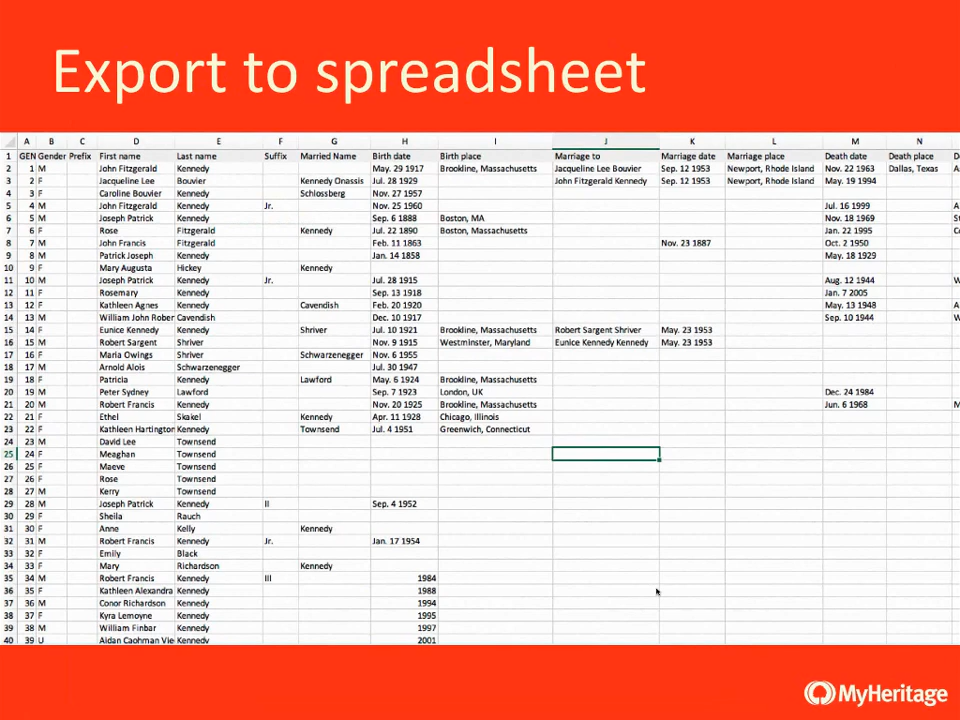 Export to spreadsheet
A B C D E F G H I J K L M N
1 GEN Gender Prefix First name Last name Suffix Married Name Birth date Birth place Marriage to Marriage date Marriage place Death date Death place D
2 1 M John Fitzgerald Kennedy May. 29 1917 Brookline, Massachusetts Jacqueline Lee Bouvier Sep. 12 1953 Newport, Rhode Island Nov. 22 1963 Dallas, Texas A
3 2 F Jacqueline Lee Bouvier Kennedy Onassis Jul. 28 1929 John Fitzgerald Kennedy Sep. 12 1953 Newport, Rhode Island May. 19 1994
4 3 F Caroline Bouvier Kennedy Schlossberg Nov. 27 1957
5 4 M John Fitzgerald Kennedy Jr. Nov. 25 1960 Jul. 16 1999 A
6 5 M Joseph Patrick Kennedy Sep. 6 1888 Boston, MA Nov. 18 1969 S
7 6 F Rose Fitzgerald Kennedy Jul. 22 1890 Boston, Massachusetts Jan. 22 1995 C
8 7 M John Francis Fitzgerald Feb. 11 1863 Nov. 23 1887 Oct. 2 1950
9 8 M Patrick Joseph Kennedy Jan. 14 1858 May. 18 1929
10 9 F Mary Augusta Hickey Kennedy
11 10 M Joseph Patrick Kennedy Jr. Jul. 28 1915 Aug. 12 1944 W
12 11 F Rosemary Kennedy Sep. 13 1918 Jan. 7 2005
13 12 F Kathleen Agnes Kennedy Cavendish Feb. 20 1920 May. 13 1948 A
14 13 M William John Rober Cavendish Dec. 10 1917 Sep. 10 1944 W
15 14 F Eunice Kennedy Kennedy Shriver Jul. 10 1921 Brookline, Massachusetts Robert Sargent Shriver May. 23 1953
16 15 M Robert Sargent Shriver Nov. 9 1915 Westminster, Maryland Eunice Kennedy Kennedy May. 23 1953
17 16 F Maria Owings Shriver Schwarzenegger Nov. 6 1955
18 17 M Arnold Alois Schwarzenegger Jul. 30 1947
19 18 F Patricia Kennedy Lawford May. 6 1924 Brookline, Massachusetts
20 19 M Peter Sydney Lawford Sep. 7 1923 London, UK Dec. 24 1984
21 20 M Robert Francis Kennedy Nov. 20 1925 Brookline, Massachusetts Jun. 6 1968 M
22 21 F Ethel Skakel Kennedy Apr. 11 1928 Chicago, Illinois
23 22 F Kathleen Hartington Kennedy Townsend Jul. 4 1951 Greenwich, Connecticut
24 23 M David Lee Townsend
25 24 F Meaghan Townsend
26 25 F Maeve Townsend
27 26 F Rose Townsend
28 27 M Kerry Townsend
29 28 M Joseph Patrick Kennedy II Sep. 4 1952
30 29 F Sheila Rauch
31 30 F Anne Kelly Kennedy
32 31 M Robert Francis Kennedy Jr. Jan. 17 1954
33 32 F Emily Black
34 33 F Mary Richardson Kennedy
35 34 M Robert Francis Kennedy III 1984
36 35 F Kathleen Alexandra Kennedy 1988
37 36 M Conor Richardson Kennedy 1994
38 37 F Kyra Lemoyne Kennedy 1995
39 38 M William Finbar Kennedy 1997
40 39 U Aidan Caohman Vie Kennedy 2001
MyHeritage